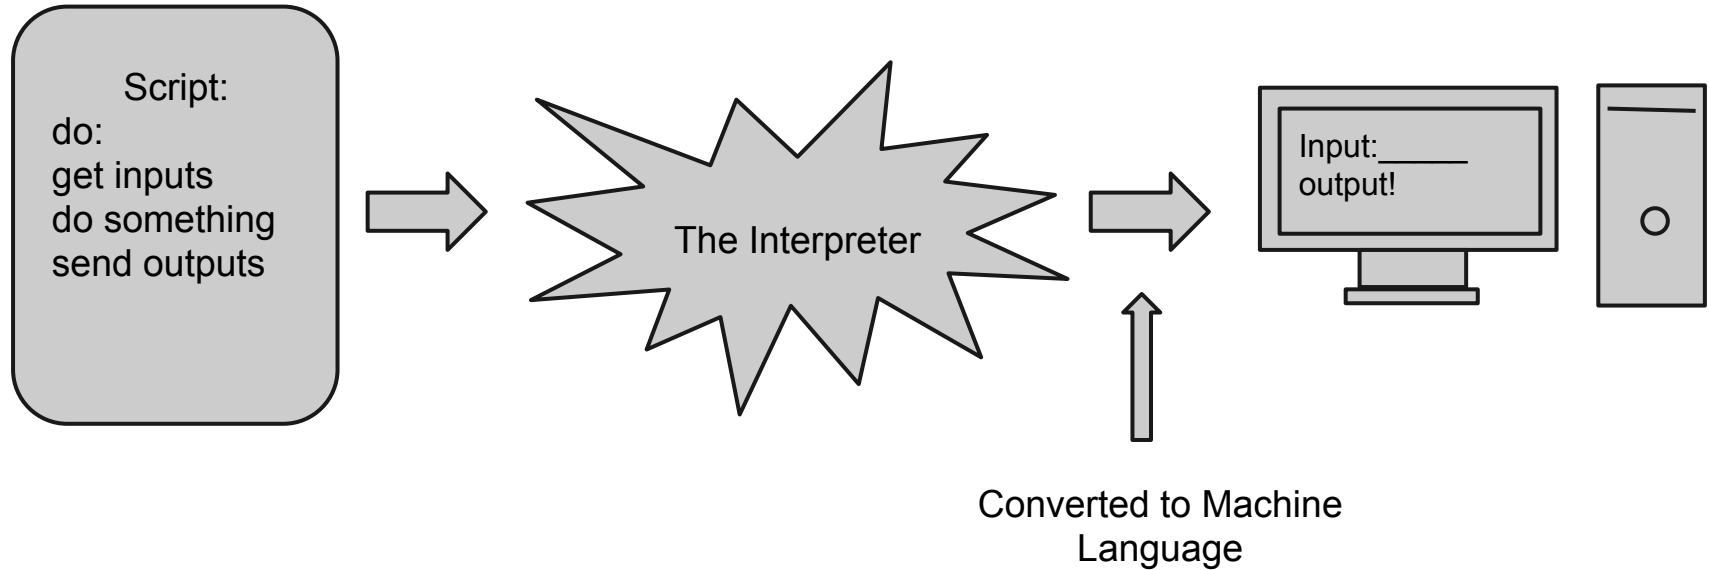 Script:
do:
get inputs
do something
send outputs
The Interpreter
Input:_____
output!
Converted to Machine
Language